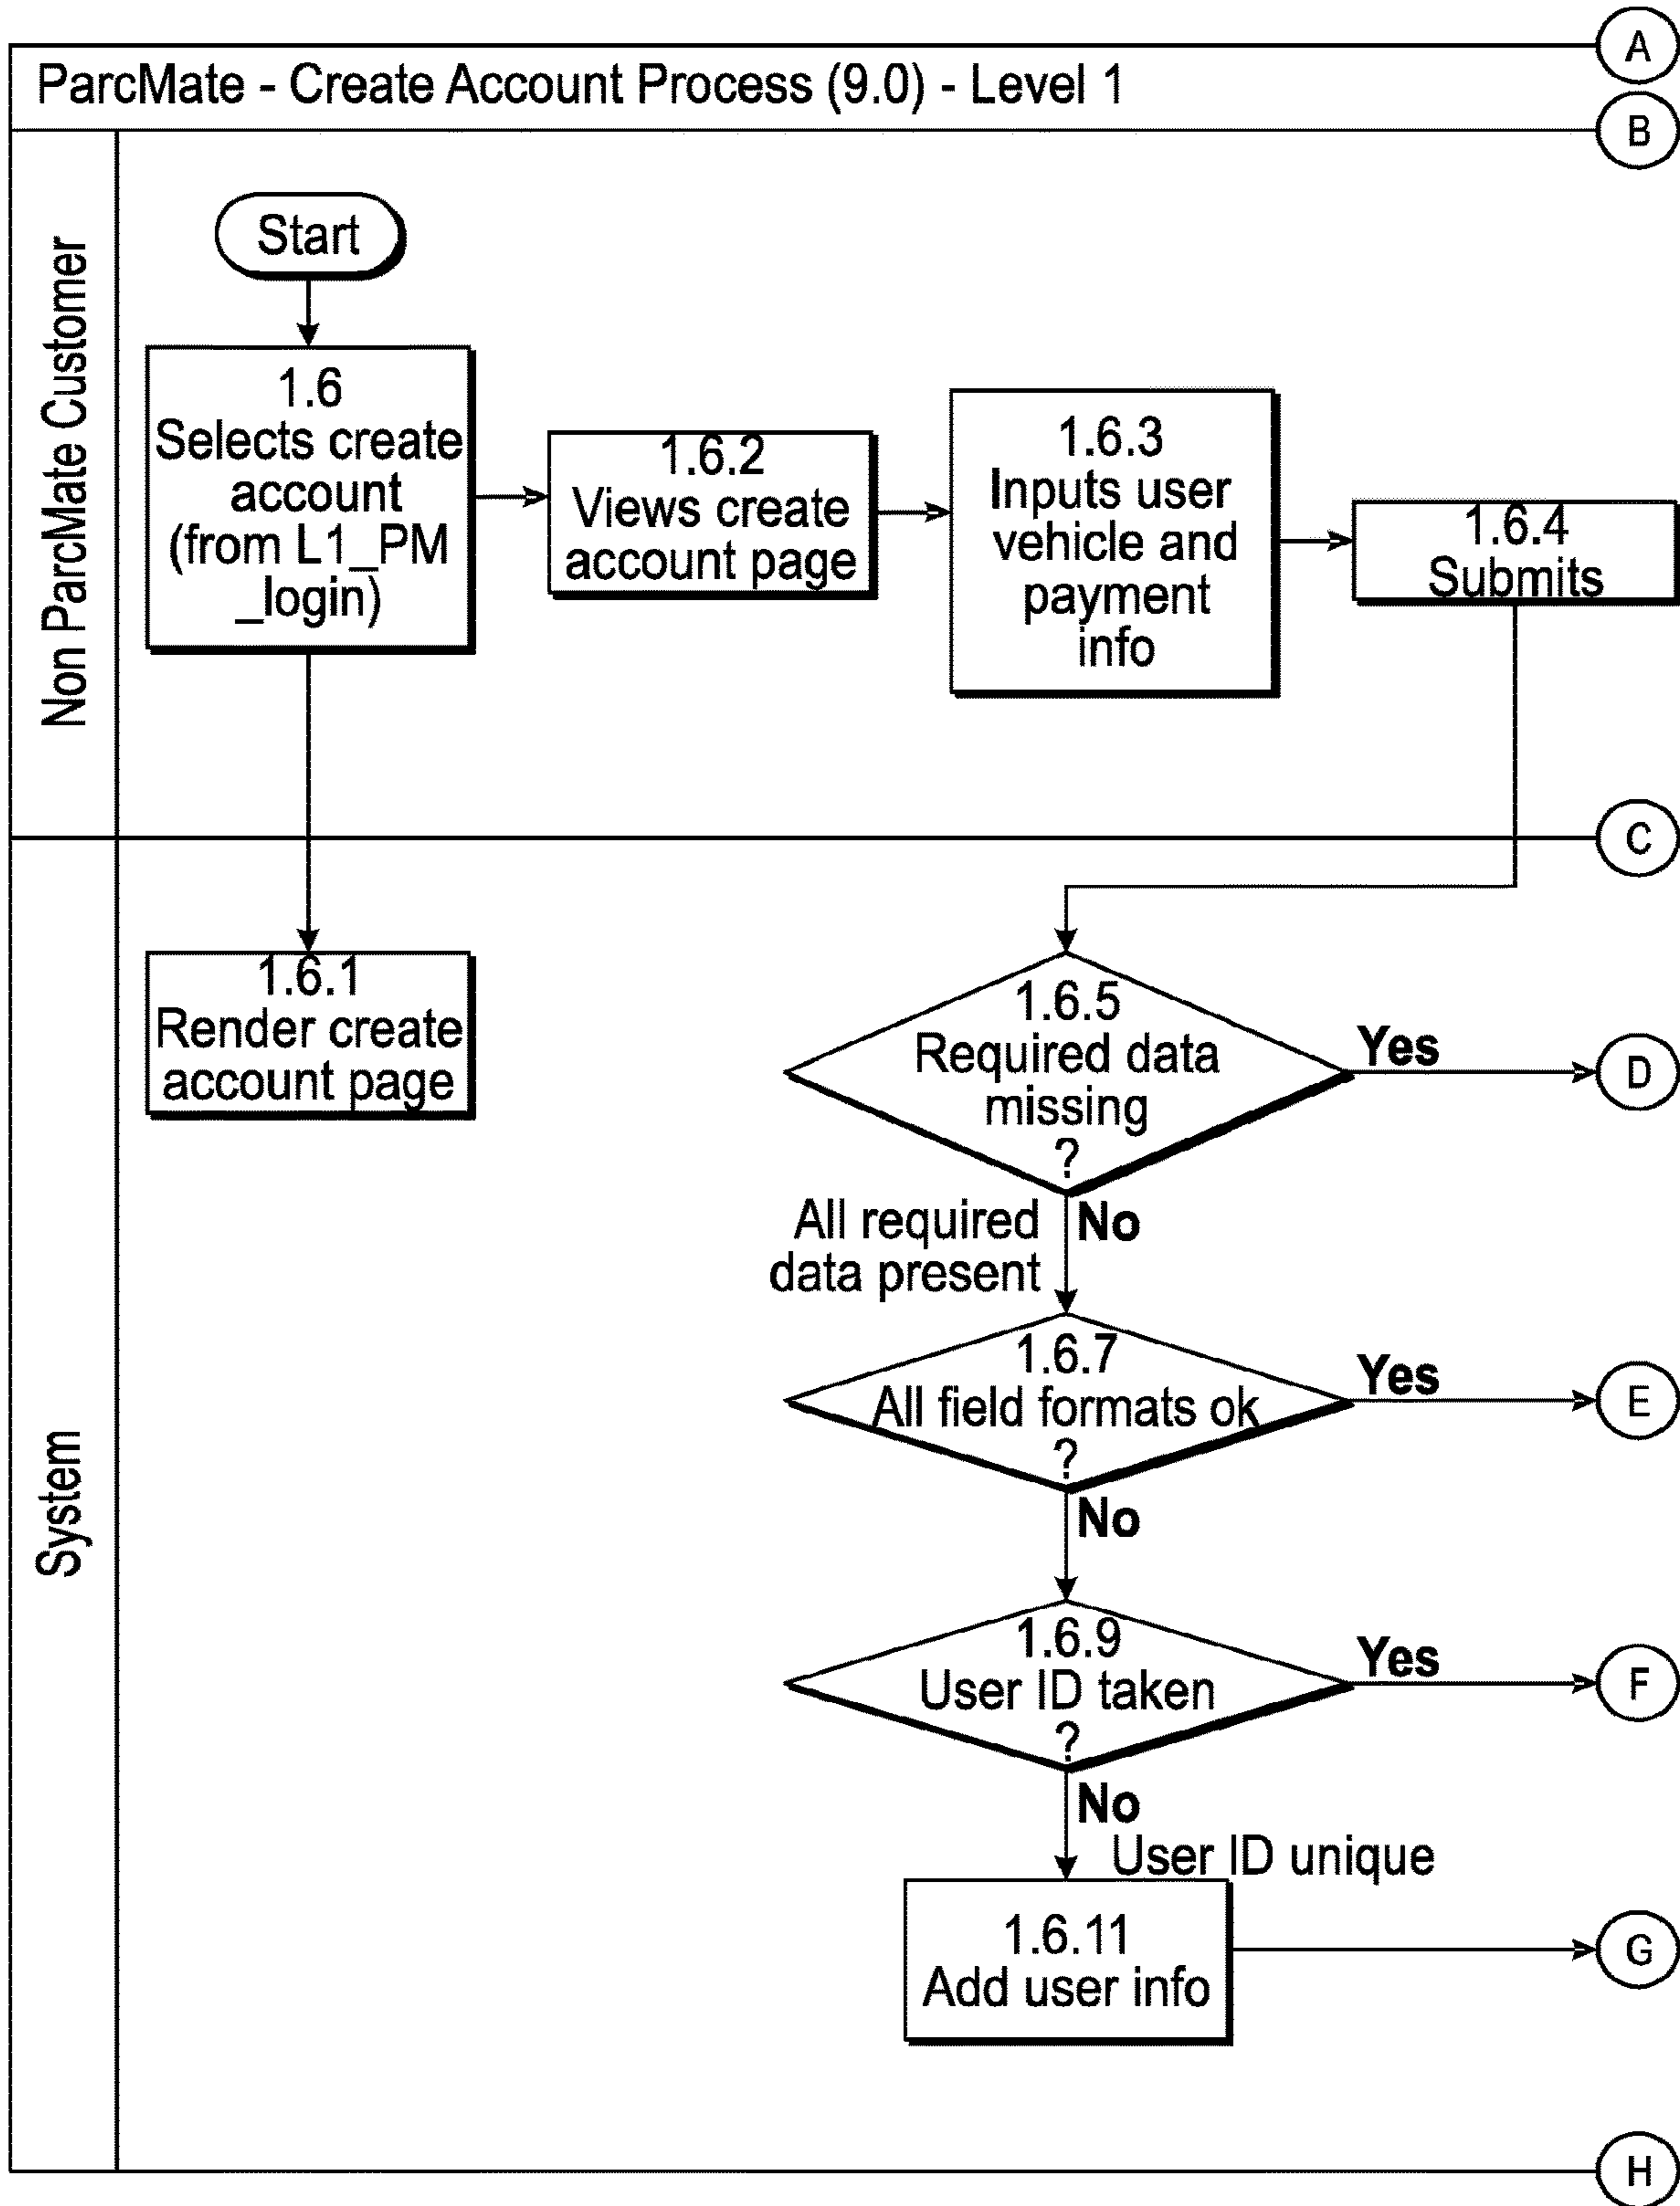 A
ParcMate - Create Account Process (9.0) - Level 1
B
Non ParcMate Customer
Start
1.6
Selects create
account
(from L1_PM
_login)
1.6.2
Views create
account page
1.6.3
Inputs user
vehicle and
payment
info
1.6.4
Submits
C
System
1.6.1
Render create
account page
1.6.5
Required data
missing
?
Yes
D
All required
data present
No
1.6.7
All field formats ok
?
Yes
E
No
1.6.9
User ID taken
?
Yes
F
No
User ID unique
1.6.11
Add user info
G
H